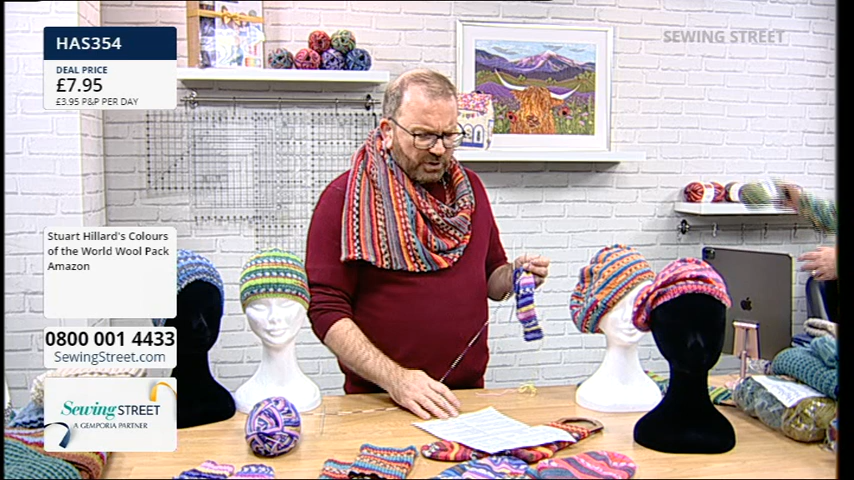 HAS354
SEWING STREET
DEAL PRICE
£7.95
£3.95 P&P PER DAY
Stuart Hillard's Colours
of the World Wool Pack
Amazon
0800 001 4433
SewingStreet.com
Sewing STREET
A GEMPORIA PARTNER